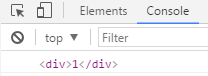 Elements Console
top Filter
<div>1</div>